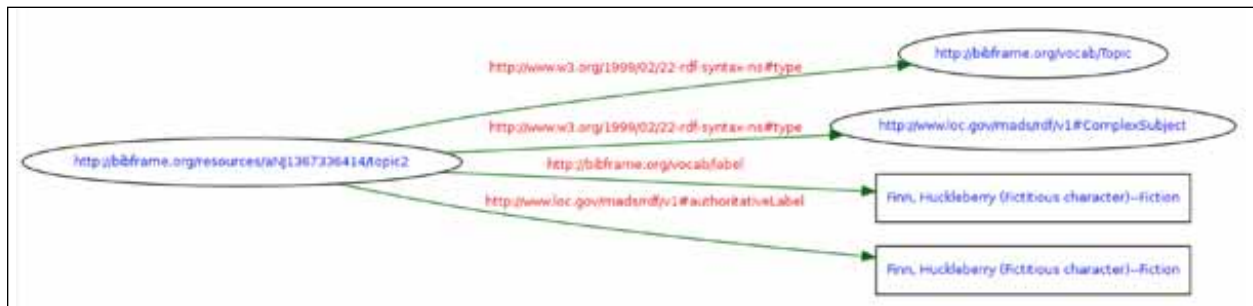 http://bibframe.org/vocab/Topic
http://www.w3.org/1999/02/22-rdf-syntax-ns#type
http://www.w3.org/1999/02/22-rdf-syntax-ns#type
http://www.loc.gov/mads/rdf/v1#ComplexSubject
http://bibframe.org/resources/aNJ1367336414/topic2
http://bibframe.org/vocab/label
Finn, Huckleberry (Fictitious character)--Fiction
http://www.loc.gov/mads/rdf/v1#authoritativeLabel
Finn, Huckleberry (Fictitious character)--Fiction